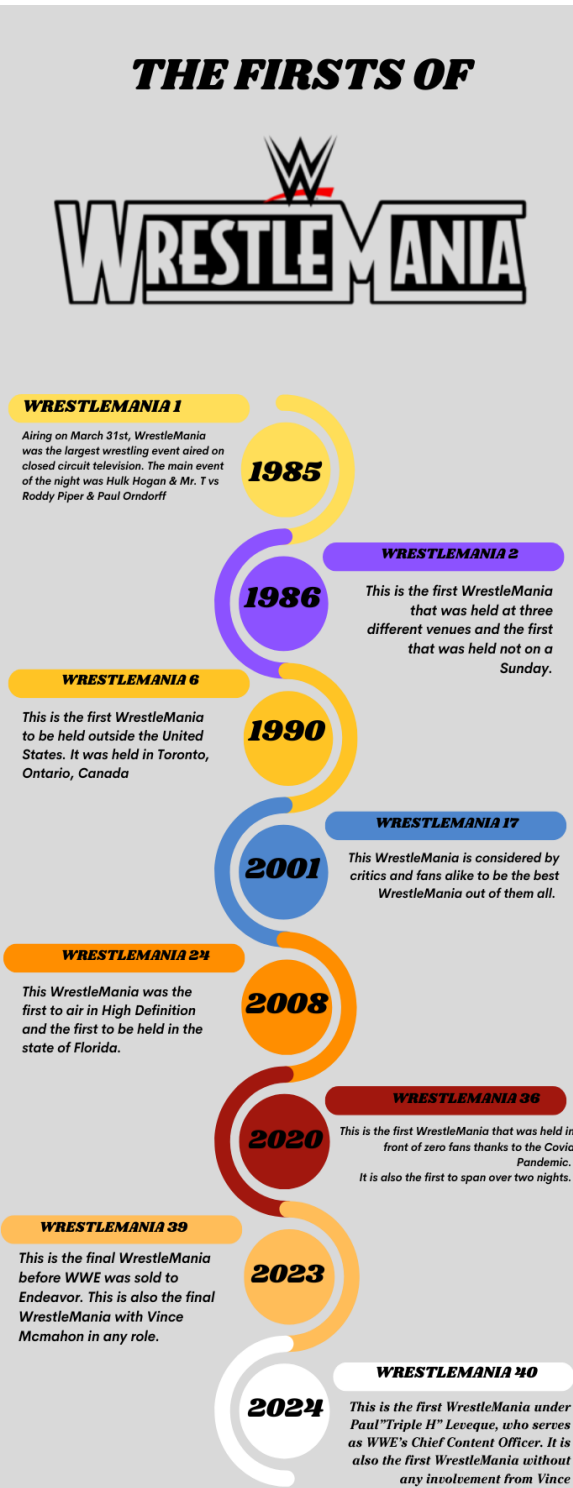 THE FIRSTS OF
W
WRESTLEMANIA
WRESTLEMANIA 1
Airing on March 31st, WrestleMania
was the largest wrestling event aired on
closed circuit television. The main event
of the night was Hulk Hogan & Mr. T vs
Roddy Piper & Paul Orndorff
1985
WRESTLEMANIA 2
This is the first WrestleMania
that was held at three
different venues and the first
that was held not on a
Sunday.
1986
WRESTLEMANIA 6
This is the first WrestleMania
to be held outside the United
States. It was held in Toronto,
Ontario, Canada
1990
WRESTLEMANIA 17
This WrestleMania is considered by
critics and fans alike to be the best
WrestleMania out of them all.
2001
WRESTLEMANIA 24
This WrestleMania was the
first to air in High Definition
and the first to be held in the
state of Florida.
2008
WRESTLEMANIA 36
This is the first WrestleMania that was held in
front of zero fans thanks to the Covid
Pandemic.
It is also the first to span over two nights.
2020
WRESTLEMANIA 39
This is the final WrestleMania
before WWE was sold to
Endeavor. This is also the final
WrestleMania with Vince
Mcmahon in any role.
2023
WRESTLEMANIA 40
This is the first WrestleMania under
Paul"Triple H" Leveque, who serves
as WWE's Chief Content Officer. It is
also the first WrestleMania without
any involvement from Vince
2024